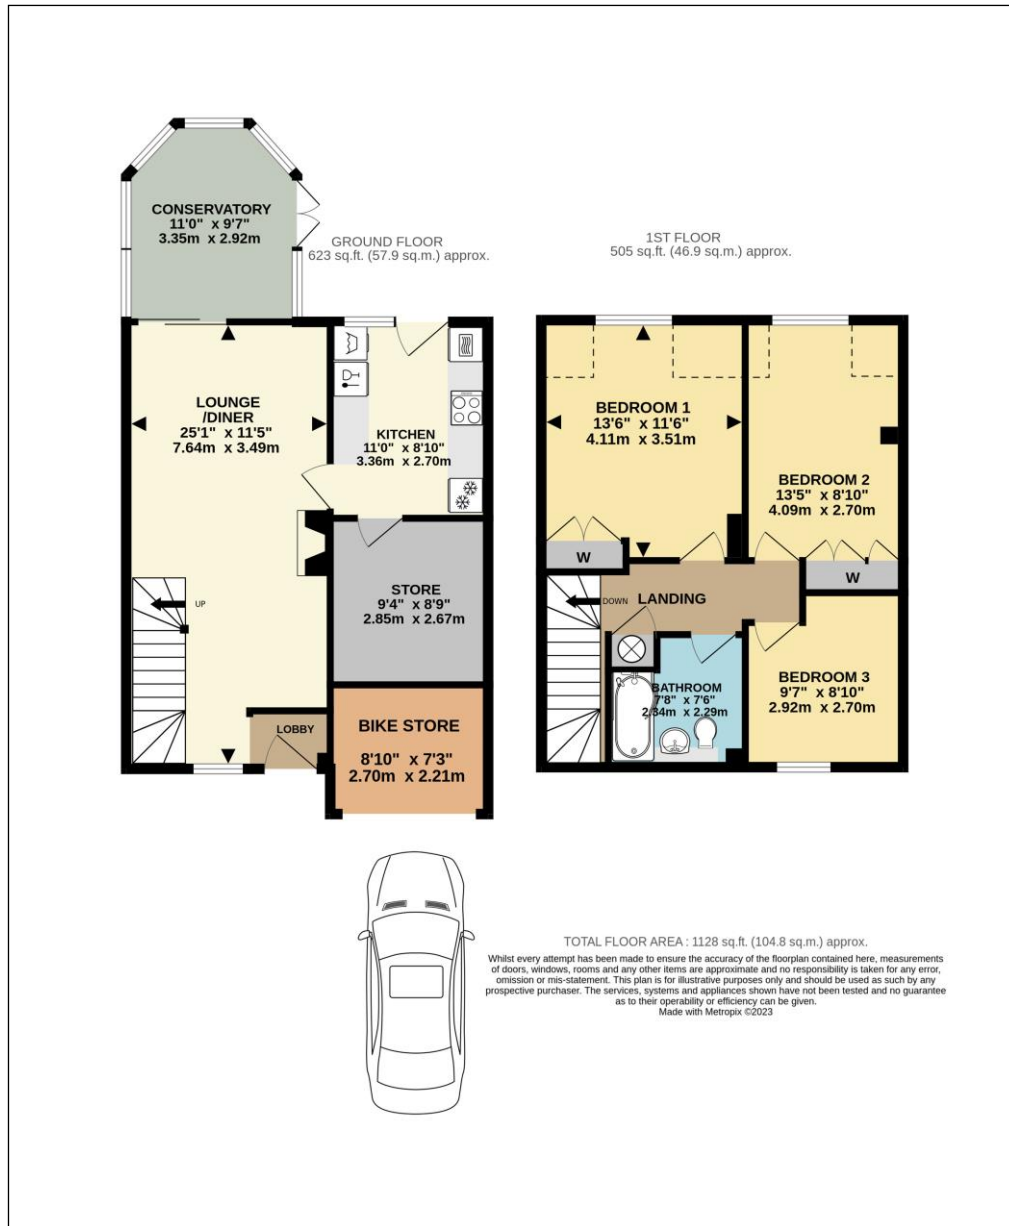 CONSERVATORY
11'0" x 9'7"
3.35m x 2.92m
GROUND FLOOR
623 sq.ft. (57.9 sq.m.) approx.
LOUNGE
/DINER
25'1" x 11'5"
7.64m x 3.49m
KITCHEN
11'0" x 8'10"
3.36m x 2.70m
STORE
9'4" x 8'9"
2.85m x 2.67m
UP
LOBBY
BIKE STORE
8'10" x 7'3"
2.70m x 2.21m
1ST FLOOR
505 sq.ft. (46.9 sq.m.) approx.
BEDROOM 1
13'6" x 11'6"
4.11m x 3.51m
BEDROOM 2
13'5" x 8'10"
4.09m x 2.70m
W
W
DOWN
LANDING
BATHROOM
7'8" x 7'6"
2.34m x 2.29m
BEDROOM 3
9'7" x 8'10"
2.92m x 2.70m
TOTAL FLOOR AREA : 1128 sq.ft. (104.8 sq.m.) approx.
Whilst every attempt has been made to ensure the accuracy of the floorplan contained here, measurements
of doors, windows, rooms and any other items are approximate and no responsibility is taken for any error,
omission or mis-statement. This plan is for illustrative purposes only and should be used as such by any
prospective purchaser. The services, systems and appliances shown have not been tested and no guarantee
as to their operability or efficiency can be given.
Made with Metropix ©2023